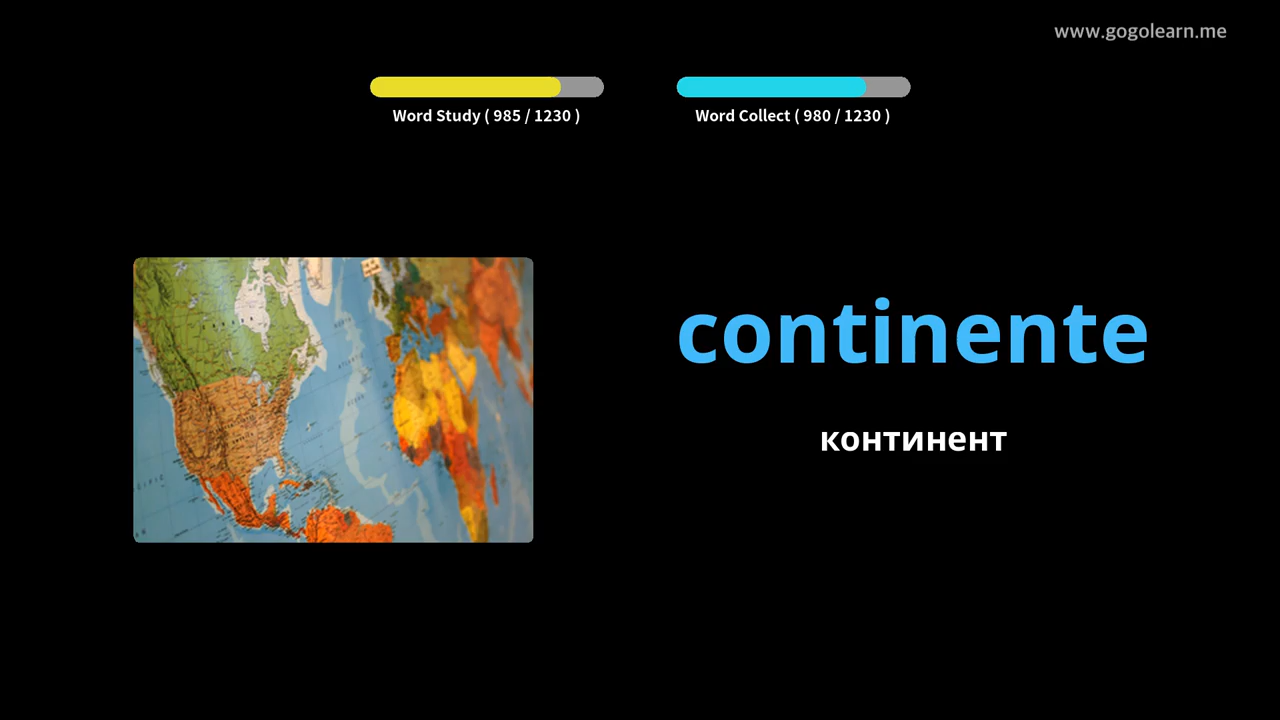 www.gogolearn.me
Word Study ( 985 / 1230 )
Word Collect ( 980 / 1230 )
continente
континент